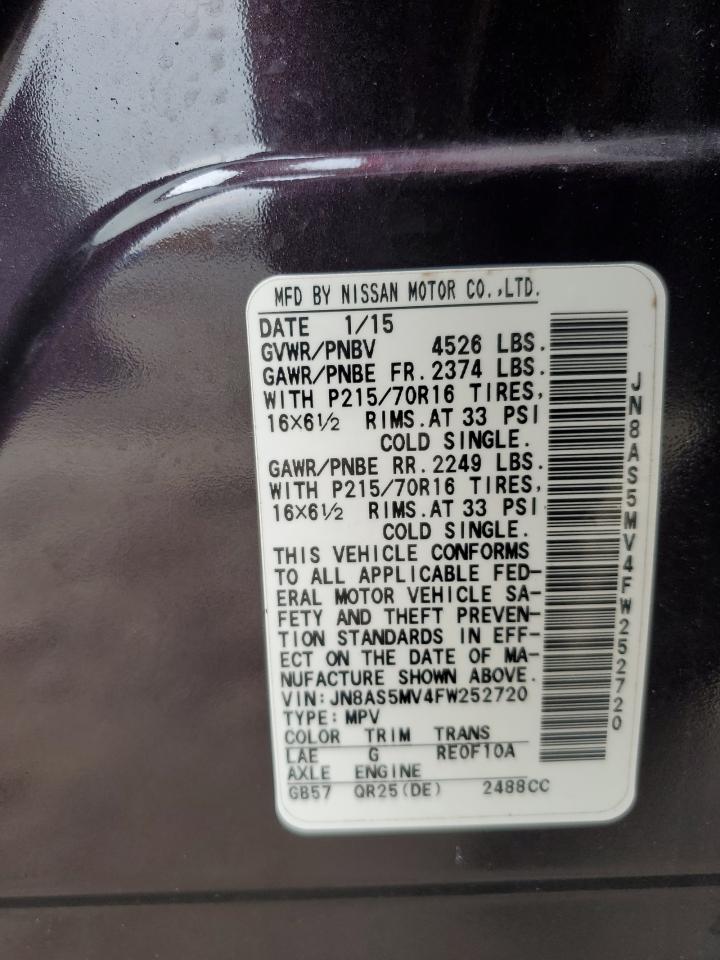 MFD BY NISSAN MOTOR CO.,LTD.
DATE 1/15
GVWR/PNBV 4526 LBS.
GAWR/PNBE FR. 2374 LBS.
WITH P215/70R16 TIRES,
16×6½ RIMS. AT 33 PSI
COLD SINGLE.
GAWR/PNBE RR. 2249 LBS.
WITH P215/70R16 TIRES,
16×6½ RIMS. AT 33 PSI
COLD SINGLE.
THIS VEHICLE CONFORMS
TO ALL APPLICABLE FED-
ERAL MOTOR VEHICLE SA-
FETY AND THEFT PREVEN-
TION STANDARDS IN EFF-
ECT ON THE DATE OF MA-
NUFACTURE SHOWN ABOVE.
VIN: JN8AS5MV4FW252720
TYPE: MPV
COLOR TRIM TRANS
LAE G RE0F10A
AXLE ENGINE
GB57 QR25(DE) 2488CC
JN8AS5MV4FW252720